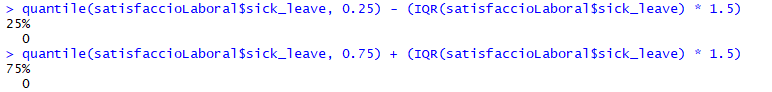 > quantile(satisfaccioLaboral$sick_leave, 0.25) - (IQR(satisfaccioLaboral$sick_leave) * 1.5)
25%
  0
> quantile(satisfaccioLaboral$sick_leave, 0.75) + (IQR(satisfaccioLaboral$sick_leave) * 1.5)
75%
  0